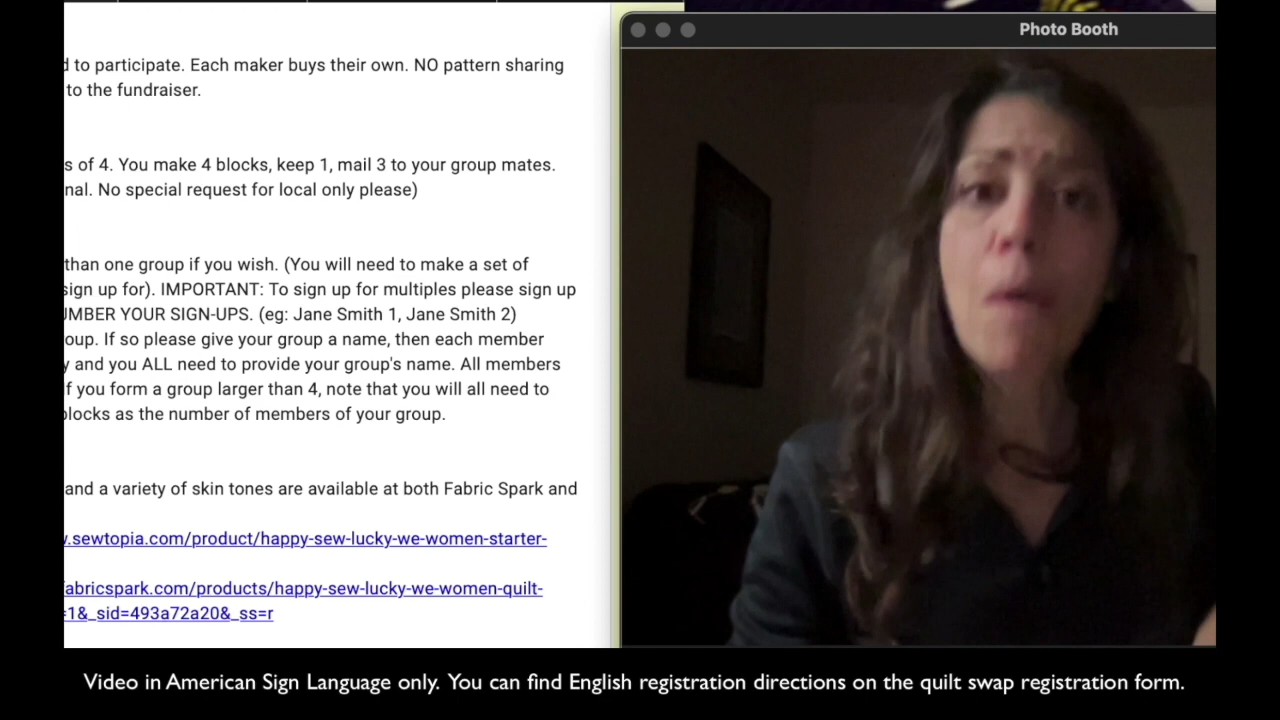 d to participate. Each maker buys their own. NO pattern sharing
to the fundraiser.
s of 4. You make 4 blocks, keep 1, mail 3 to your group mates.
nal. No special request for local only please)
than one group if you wish. (You will need to make a set of
sign up for). IMPORTANT: To sign up for multiples please sign up
UMBER YOUR SIGN-UPS. (eg: Jane Smith 1, Jane Smith 2)
oup. If so please give your group a name, then each member
y and you ALL need to provide your group's name. All members
f you form a group larger than 4, note that you will all need to
blocks as the number of members of your group.
and a variety of skin tones are available at both Fabric Spark and
w.sewtopia.com/product/happy-sew-lucky-we-women-starter-
fabricspark.com/products/happy-sew-lucky-we-women-quilt-
=1&_sid=493a72a20&_ss=r
Photo Booth
Video in American Sign Language only. You can find English registration directions on the quilt swap registration form.